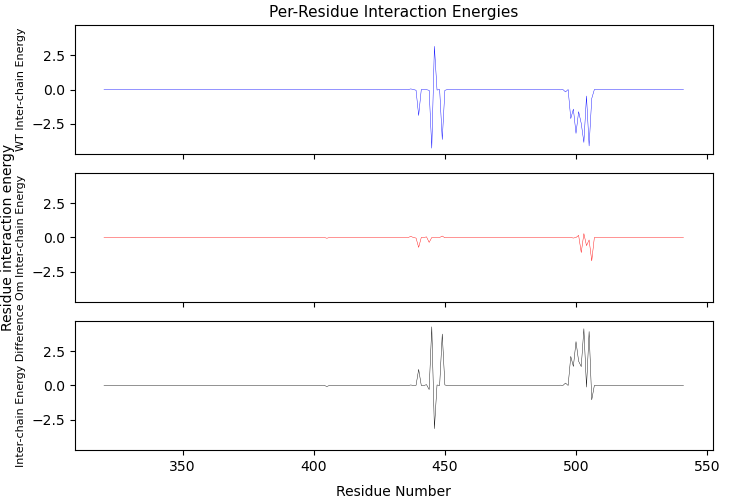 Per-Residue Interaction Energies
Residue interaction energy
WT Inter-chain Energy
2.5
0.0
−2.5
Om Inter-chain Energy
2.5
0.0
−2.5
Inter-chain Energy Difference
2.5
0.0
−2.5
350
400
450
500
550
Residue Number